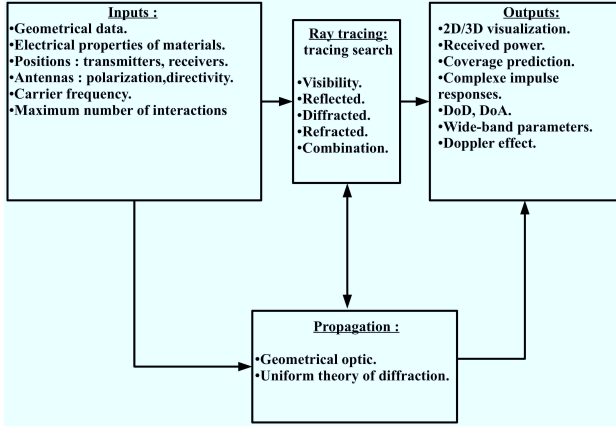 Inputs :
•Geometrical data.
•Electrical properties of materials.
•Positions : transmitters, receivers.
•Antennas : polarization,directivity.
•Carrier frequency.
•Maximum number of interactions
Ray tracing:
tracing search
•Visibility.
•Reflected.
•Diffracted.
•Refracted.
•Combination.
Outputs:
•2D/3D visualization.
•Received power.
•Coverage prediction.
•Complexe impulse
responses.
•DoD, DoA.
•Wide-band parameters.
•Doppler effect.
Propagation :
•Geometrical optic.
•Uniform theory of diffraction.